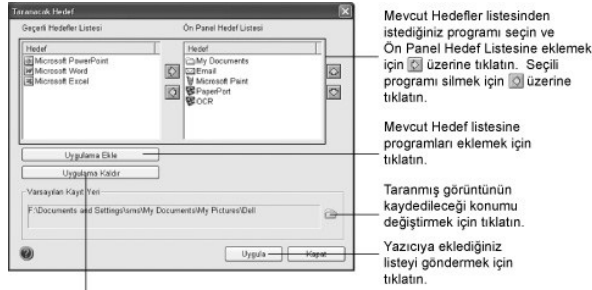 Taranacak Hedef
Geçerli Hedefler Listesi
Ön Panel Hedef Listesi
Hedef
Microsoft PowerPoint
Microsoft Word
Microsoft Excel
Hedef
My Documents
Email
Microsoft Paint
PaperPort
OCR
Uygulama Ekle
Uygulama Kaldır
Varsayılan Kayıt Yeri
F:\Documents and Settings\sms\My Documents\My Pictures\Dell
Uygula
Kapat
Mevcut Hedefler listesinden
istediğiniz programı seçin ve
Ön Panel Hedef Listesine eklemek
için üzerine tıklatın. Seçili
programı silmek için üzerine
tıklatın.
Mevcut Hedef listesine
programları eklemek için
tıklatın.
Taranmış görüntünün
kaydedileceği konumu
değiştirmek için tıklatın.
Yazıcıya eklediğiniz
listeyi göndermek için
tıklatın.